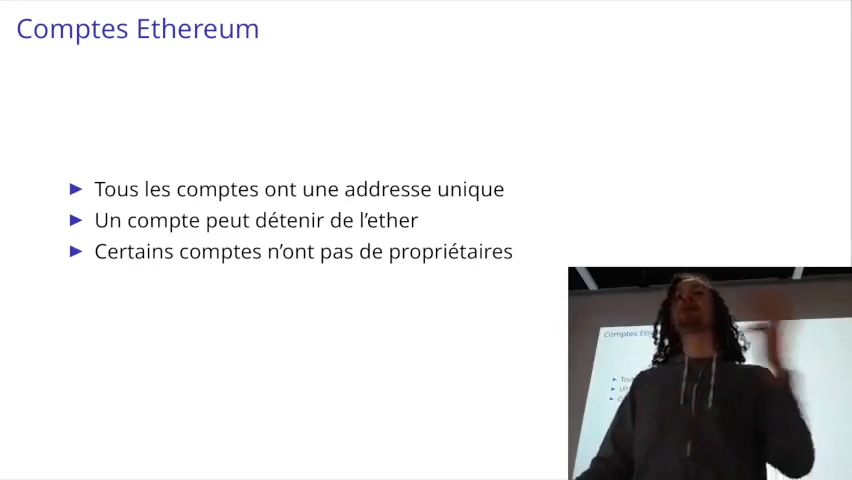 Comptes Ethereum
Tous les comptes ont une addresse unique
Un compte peut détenir de l'ether
Certains comptes n'ont pas de propriétaires
Comptes